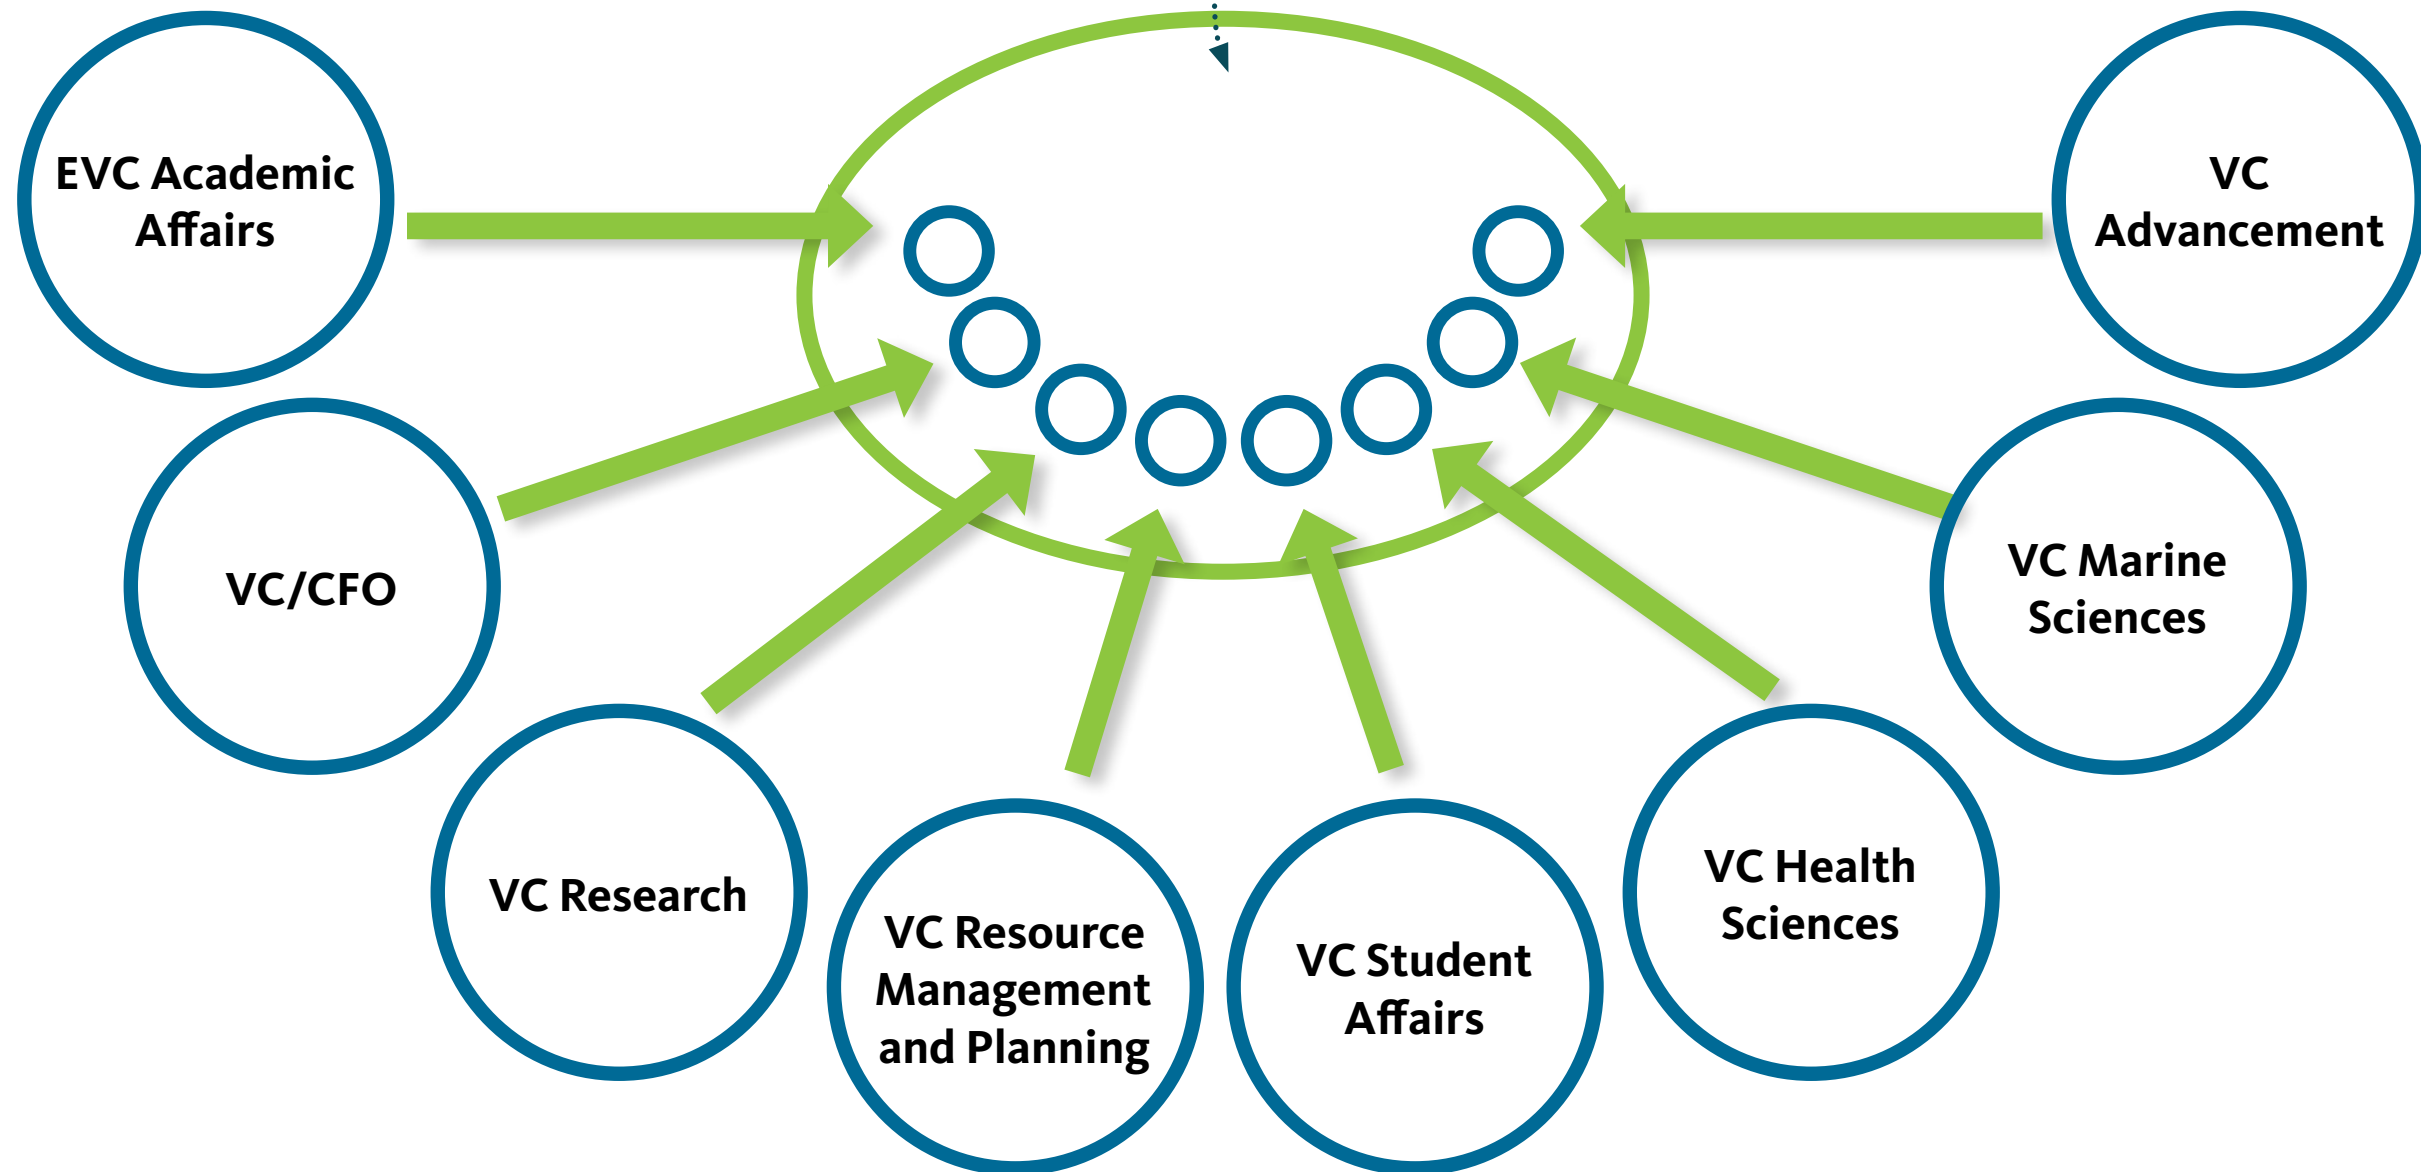 EVC Academic
Affairs
VC
Advancement
VC/CFO
VC Marine
Sciences
VC Research
VC Health
Sciences
VC Resource
Management
and Planning
VC Student
Affairs